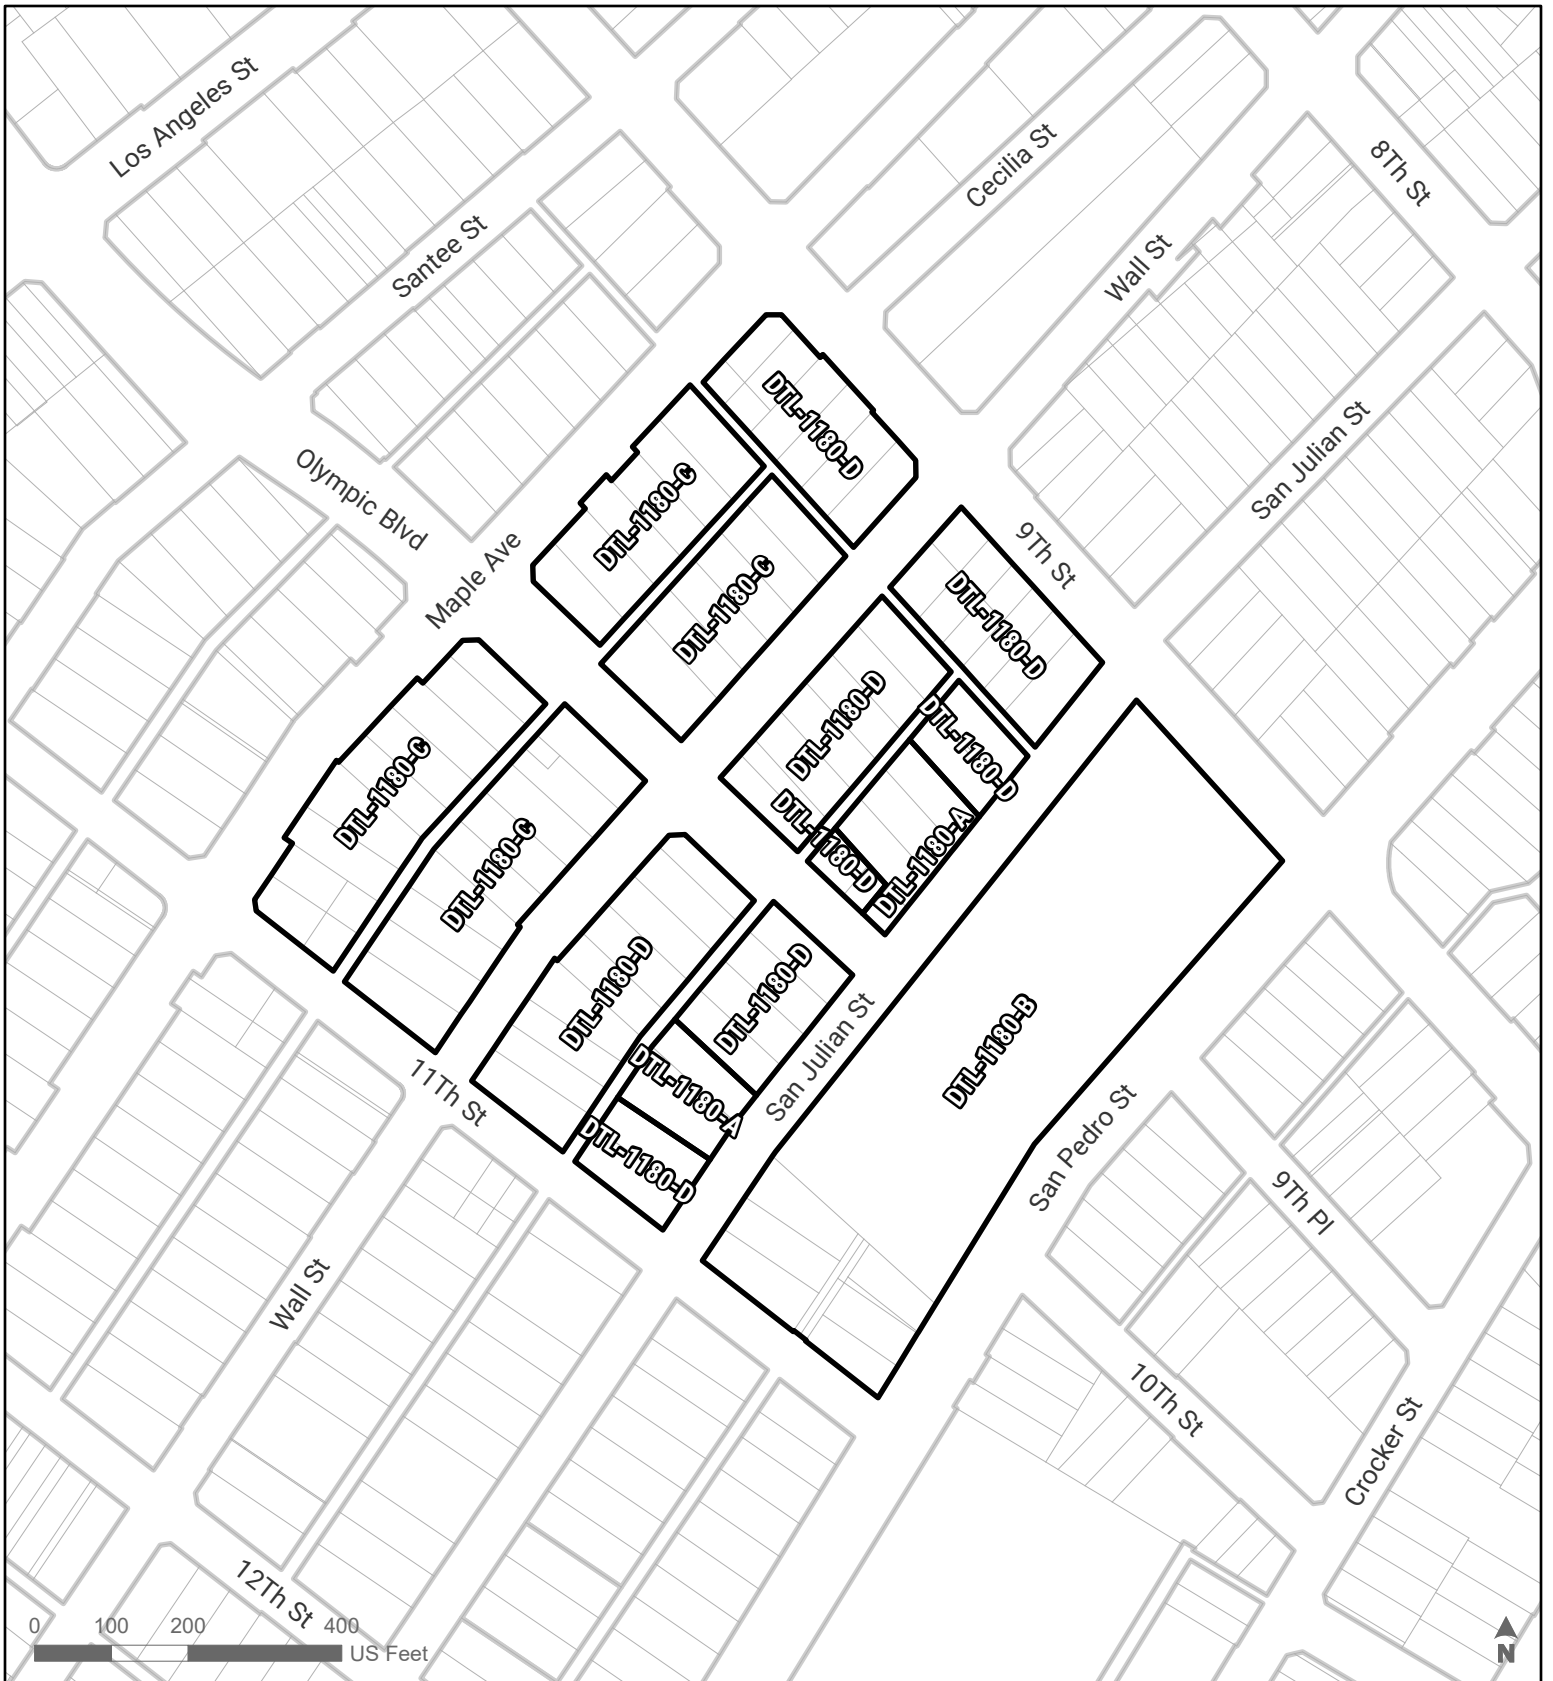 Los Angeles St
Cecilia St
8Th St
Santee St
Wall St
DTL-1180-D
San Julian St
Olympic Blvd
DTL-1180-C
9Th St
Maple Ave
DTL-1180-C
DTL-1180-D
DTL-1180-D
DTL-1180-D
DTL-1180-C
DTL-1180-D
DTL-1180-A
DTL-1180-C
DTL-1180-D
DTL-1180-D
San Julian St
DTL-1180-B
11Th St
DTL-1180-A
San Pedro St
DTL-1180-D
9Th Pl
Wall St
10Th St
Crocker St
12Th St
0 100 200 400
US Feet
N